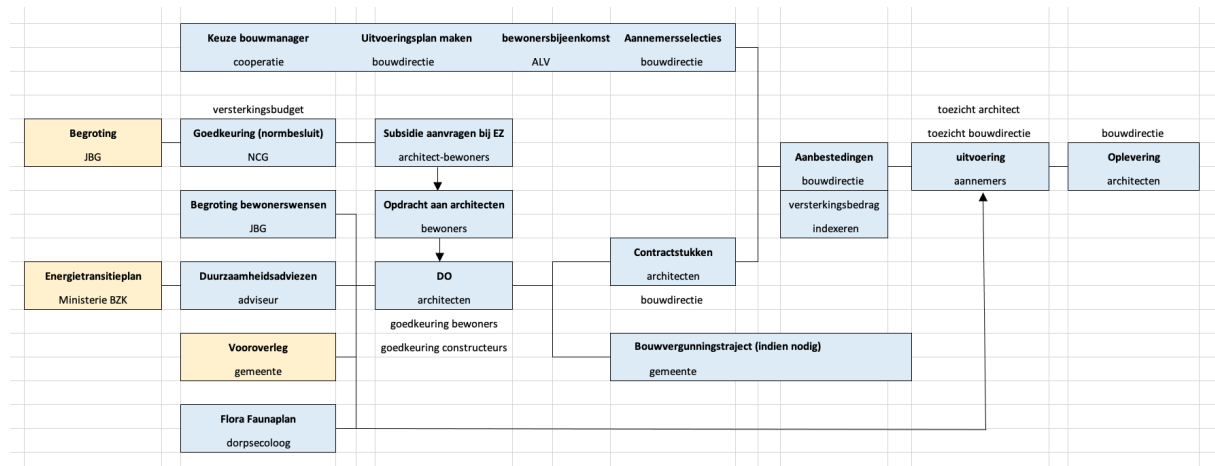 Keuze bouwmanager Uitvoeringsplan maken bewonersbijeenkomst Aannemersselecties
cooperatie bouwdirectie ALV bouwdirectie
versterkingsbudget
Begroting
JBG
Goedkeuring (normbesluit)
NCG
Subsidie aanvragen bij EZ
architect-bewoners
toezicht architect
toezicht bouwdirectie
uitvoering
aannemers
bouwdirectie
Oplevering
architecten
Aanbestedingen
bouwdirectie
versterkingsbedrag
indexeren
Begroting bewonerswensen
JBG
Opdracht aan architecten
bewoners
Contractstukken
architecten
bouwdirectie
Energietransitieplan
Ministerie BZK
Duurzaamheidsadviezen
adviseur
DO
architecten
goedkeuring bewoners
goedkeuring constructeurs
Vooroverleg
gemeente
Bouwvergunningstraject (indien nodig)
gemeente
Flora Faunaplan
dorpsecoloog